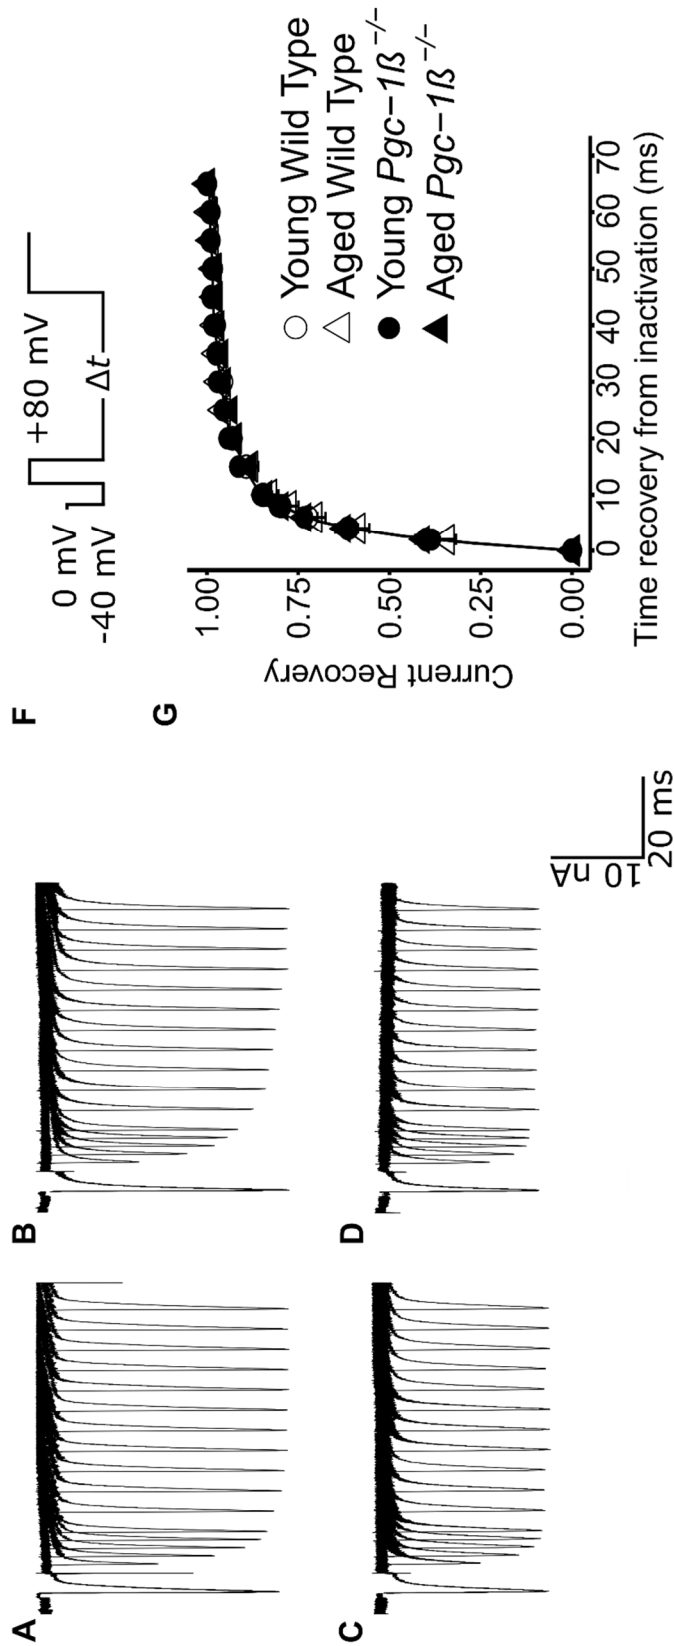 A
B
C
D
10 nA
20 ms
F
0 mV
-40 mV
+80 mV
Δt
G
Current Recovery
1.00
0.75
0.50
0.25
0.00
0 10 20 30 40 50 60 70
Time recovery from inactivation (ms)
Young Wild Type
Aged Wild Type
Young Pgc−1ß−/−
Aged Pgc−1ß−/−